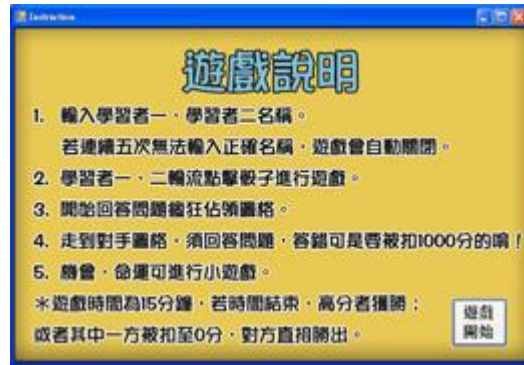 Instruction
遊戲說明
1. 輸入學習者一、學習者二名稱。
若連續五次無法輸入正確名稱，遊戲會自動關閉。
2. 學習者一、二輪流點擊骰子進行遊戲。
3. 開始回答問題瘋狂佔領圖格。
4. 走到對手圖格，須回答問題，答錯可是要被扣1000分的唷！
5. 機會、命運可進行小遊戲。
＊遊戲時間為15分鐘，若時間結束，高分者獲勝；
或者其中一方被扣至0分，對方直接勝出。
遊戲
開始